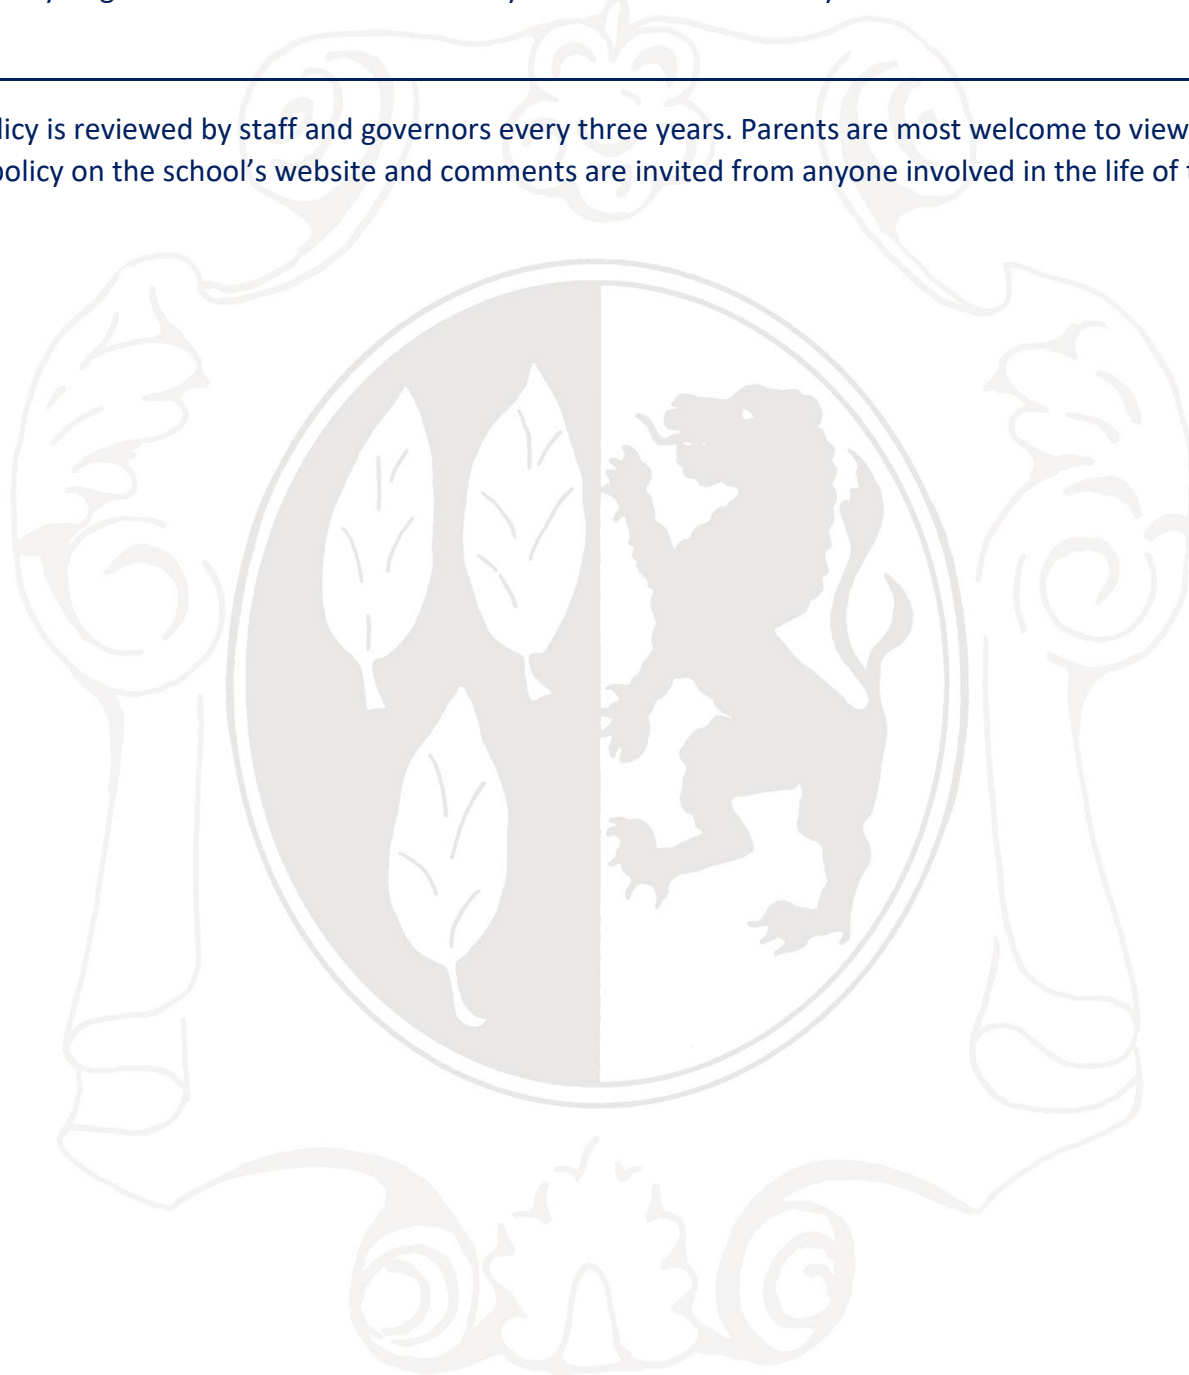 licy is reviewed by staff and governors every three years. Parents are most welcome to view
policy on the school's website and comments are invited from anyone involved in the life of